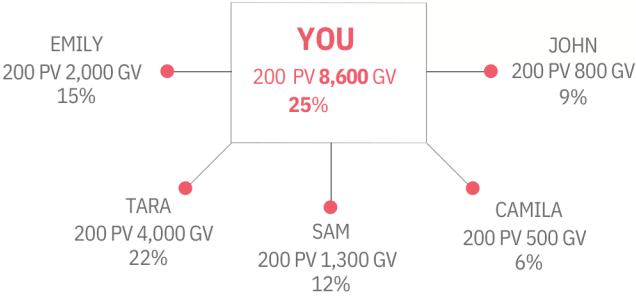 YOU
200 PV 8,600 GV
25%
EMILY
200 PV 2,000 GV
15%
JOHN
200 PV 800 GV
9%
TARA
200 PV 4,000 GV
22%
SAM
200 PV 1,300 GV
12%
CAMILA
200 PV 500 GV
6%